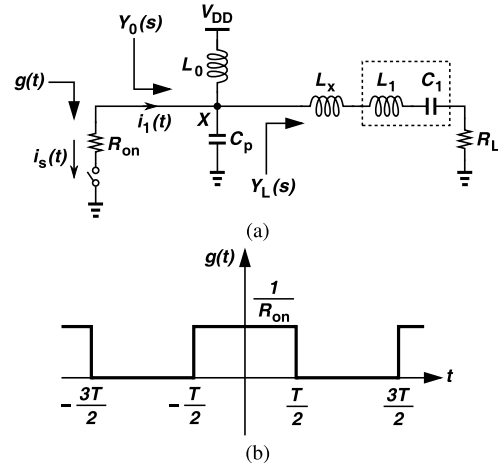 Y0(s)
VDD
L0
g(t)
Lx
L1
C1
i1(t)
X
Cp
Ron
is(t)
YL(s)
RL
(a)
g(t)
1
Ron
t
- 3T
2
- T
2
T
2
3T
2
(b)